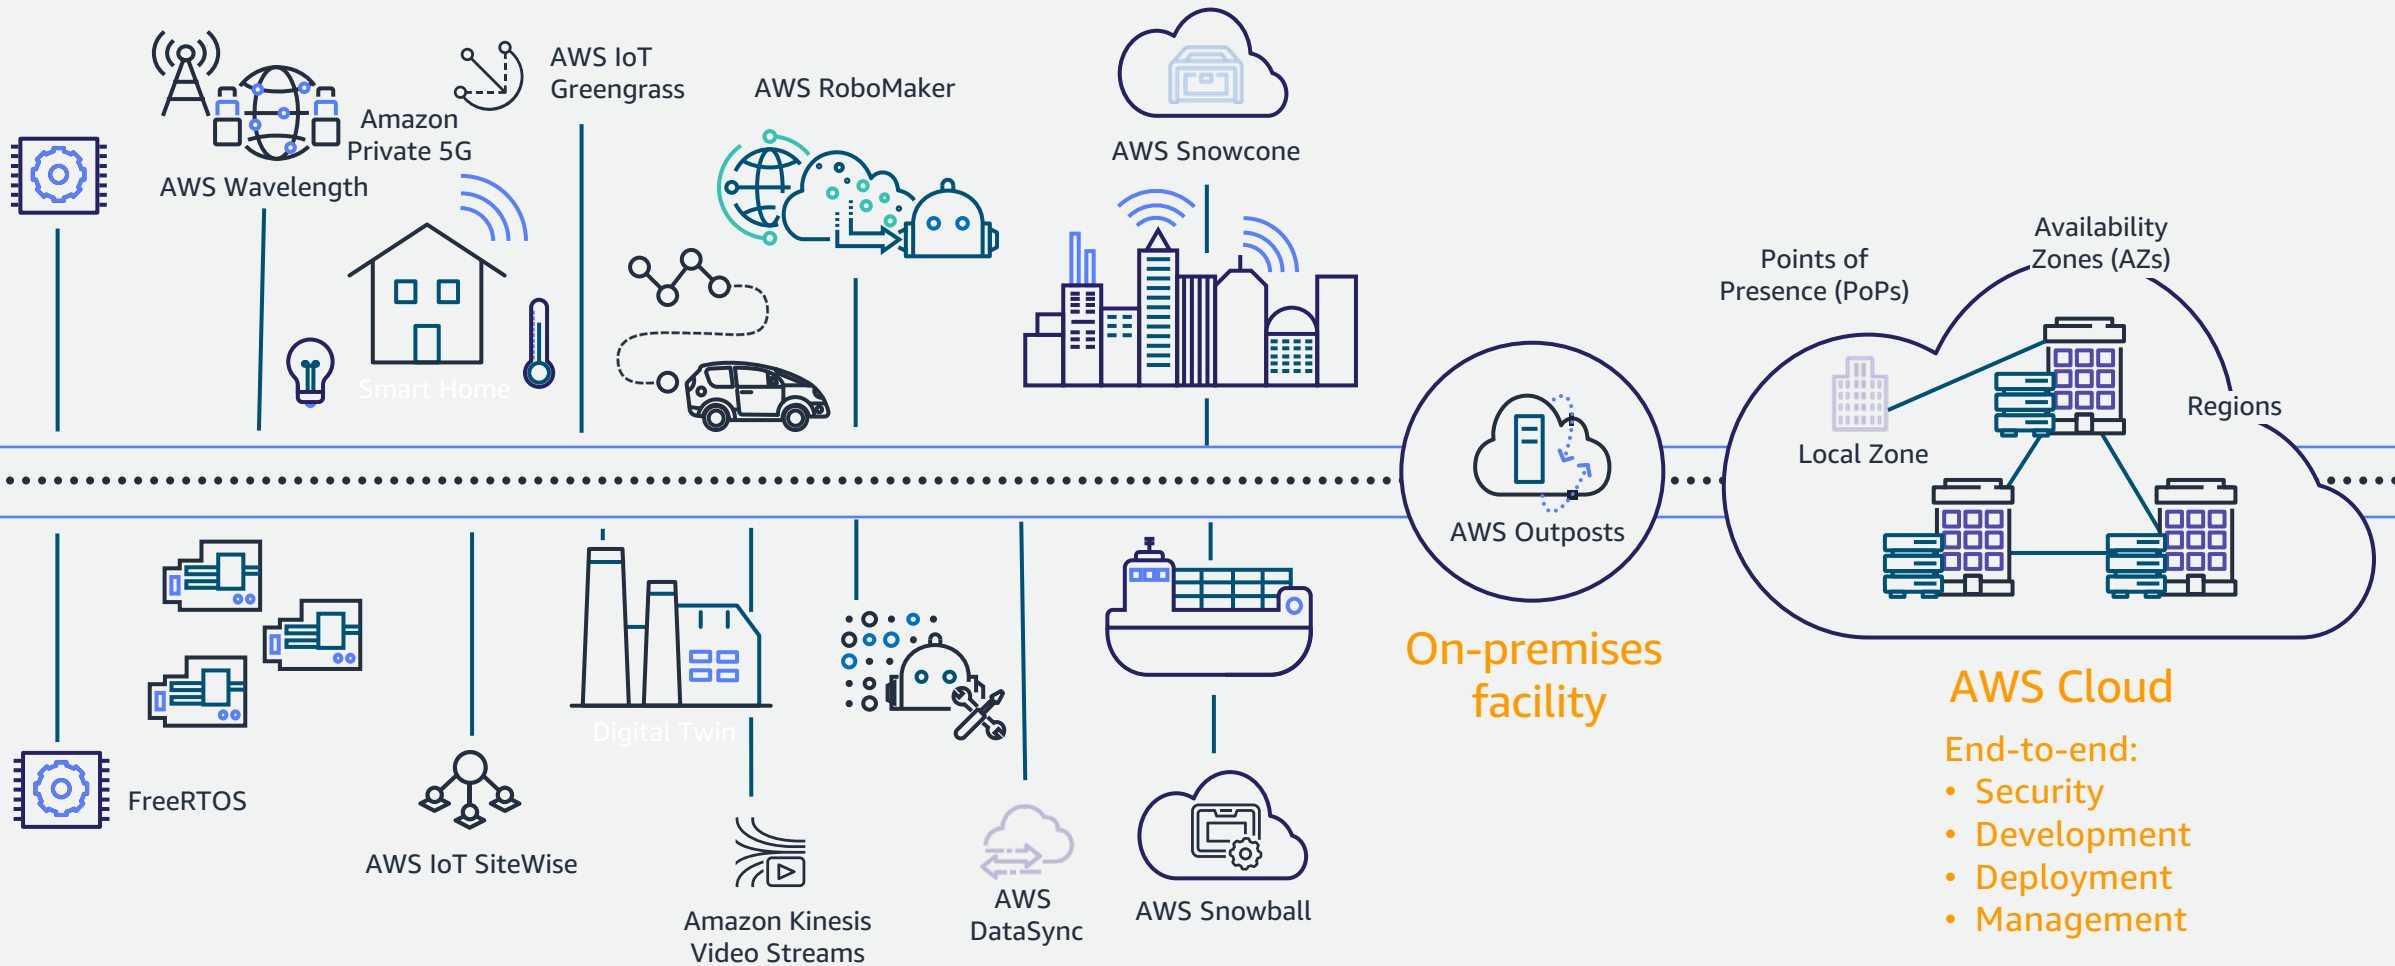 AWS IoT
Greengrass
AWS RoboMaker
Amazon
Private 5G
AWS Wavelength
AWS Snowcone
Smart Home
Availability
Zones (AZs)
Points of
Presence (PoPs)
Regions
Local Zone
AWS Outposts
On-premises
facility
AWS Cloud
End-to-end:
• Security
• Development
• Deployment
• Management
Digital Twin
FreeRTOS
AWS IoT SiteWise
Amazon Kinesis
Video Streams
AWS
DataSync
AWS Snowball